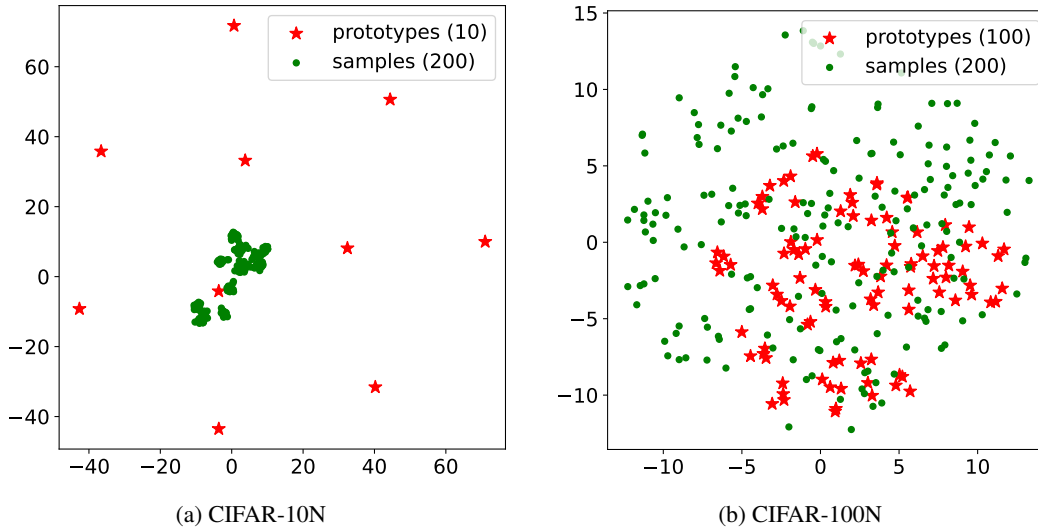 prototypes (10)
samples (200)
60
40
20
0
−20
−40
−40 −20 0 20 40 60
(a) CIFAR-10N
prototypes (100)
samples (200)
15
10
5
0
−5
−10
−10 −5 0 5 10
(b) CIFAR-100N